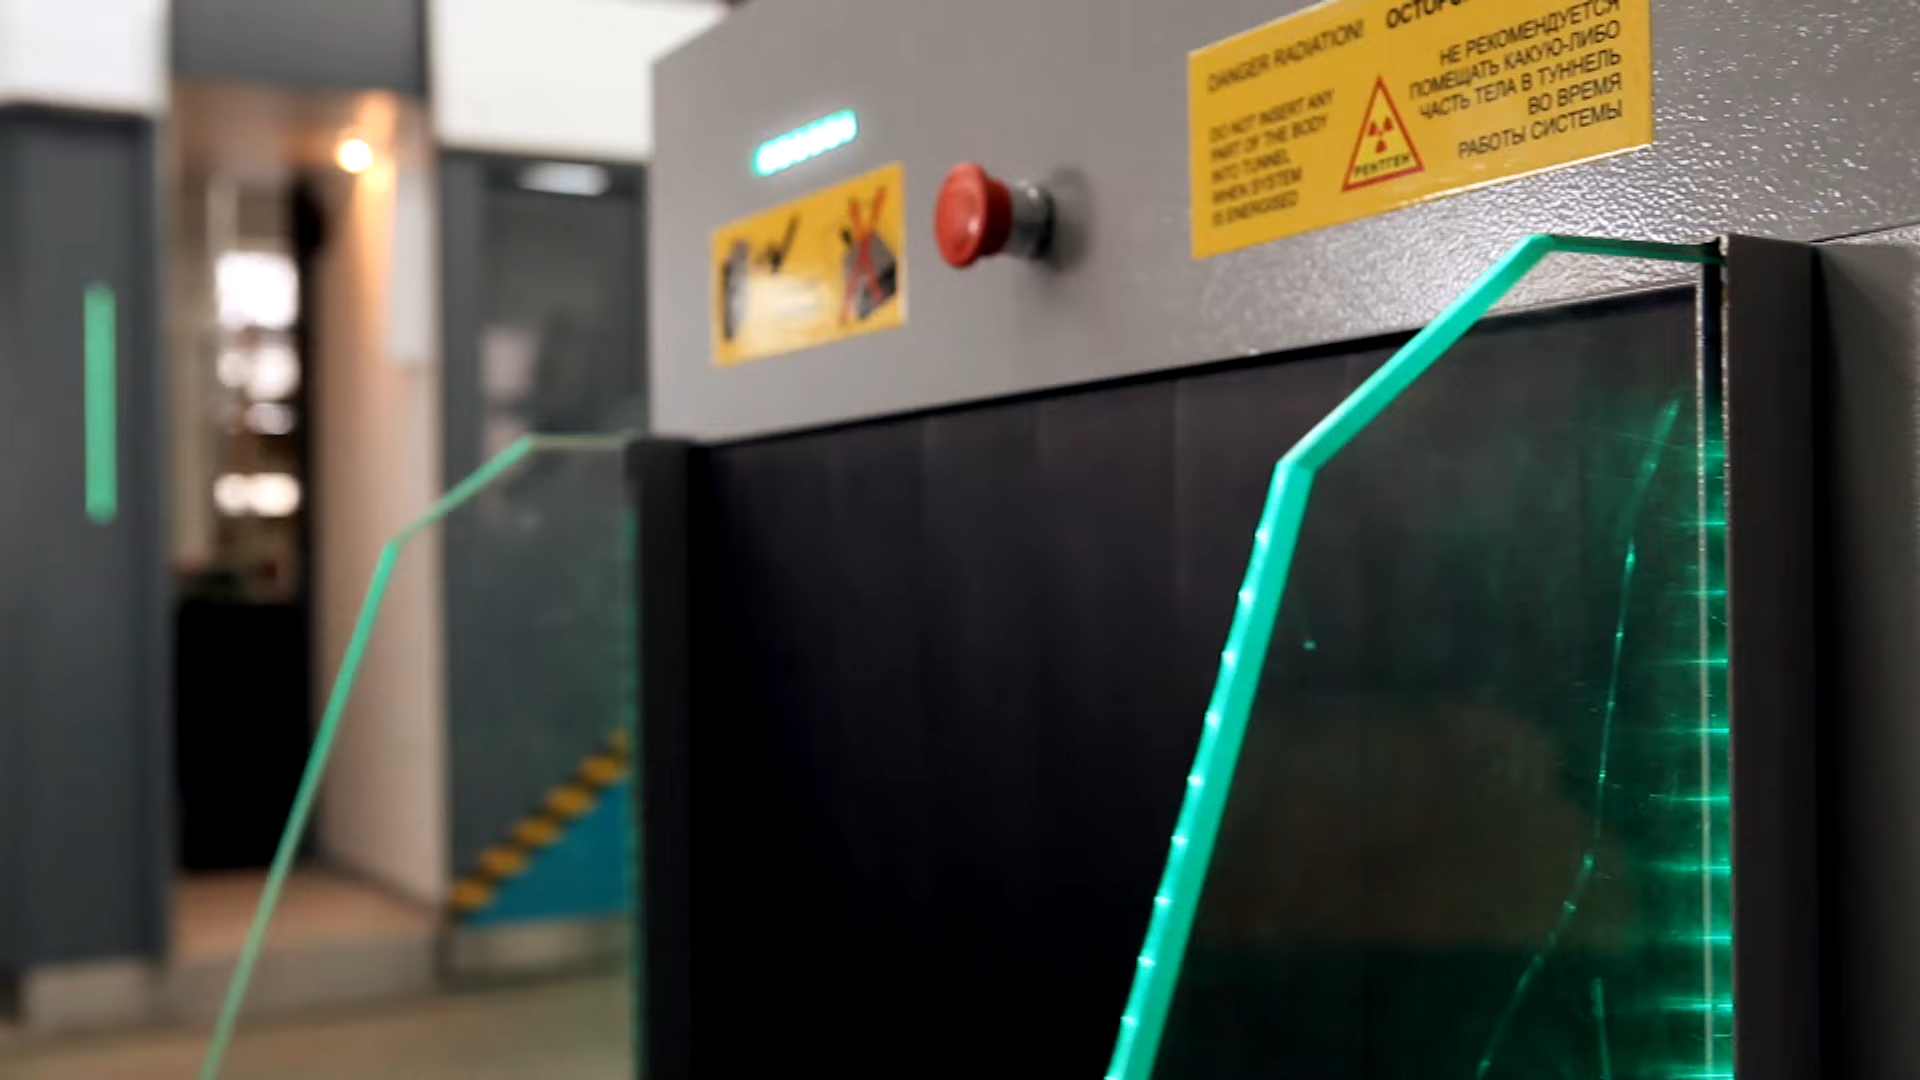 DANGER RADIATION!
DO NOT INSERT ANY
PART OF THE BODY
INTO TUNNEL
WHEN SYSTEM
IS ENERGISED
РЕНТГЕН
НЕ РЕКОМЕНДУЕТСЯ
ПОМЕЩАТЬ КАКУЮ-ЛИБО
ЧАСТЬ ТЕЛА В ТУННЕЛЬ
ВО ВРЕМЯ
РАБОТЫ СИСТЕМЫ